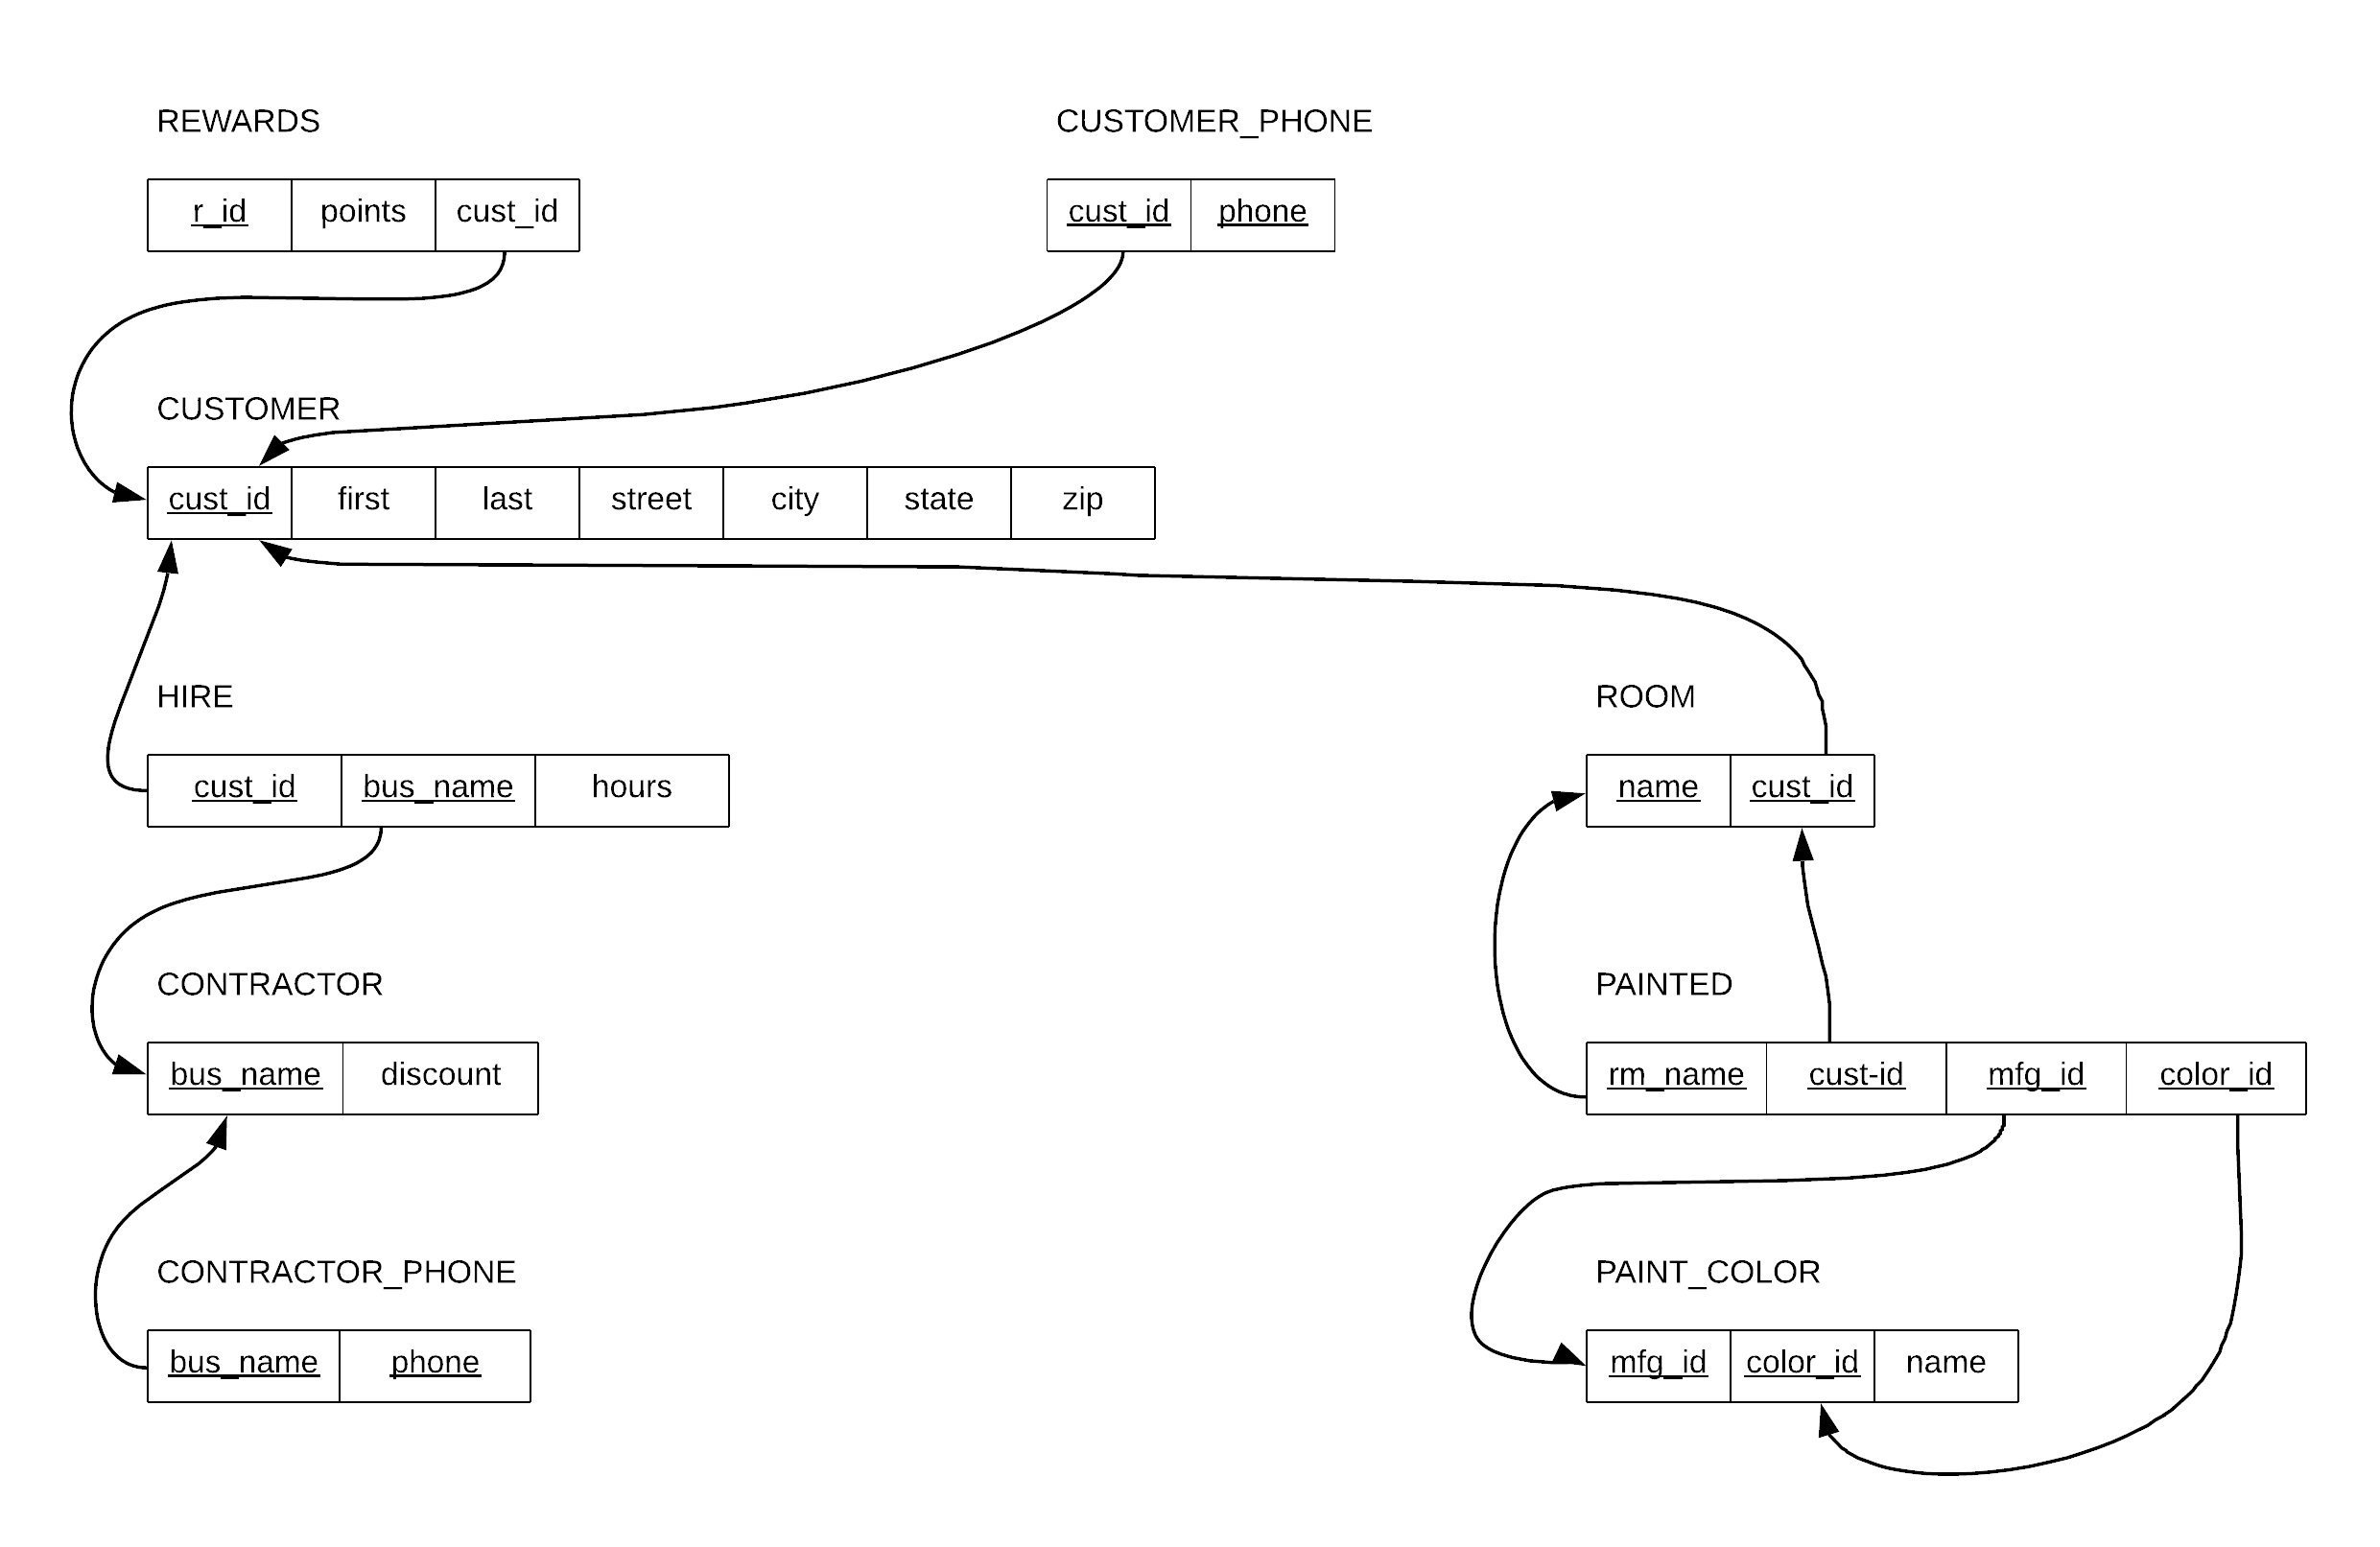 REWARDS
r_id points cust_id
CUSTOMER_PHONE
cust_id phone
CUSTOMER
cust_id first last street city state zip
HIRE
cust_id bus_name hours
ROOM
name cust_id
CONTRACTOR
bus_name discount
PAINTED
rm_name cust-id mfg_id color_id
CONTRACTOR_PHONE
bus_name phone
PAINT_COLOR
mfg_id color_id name